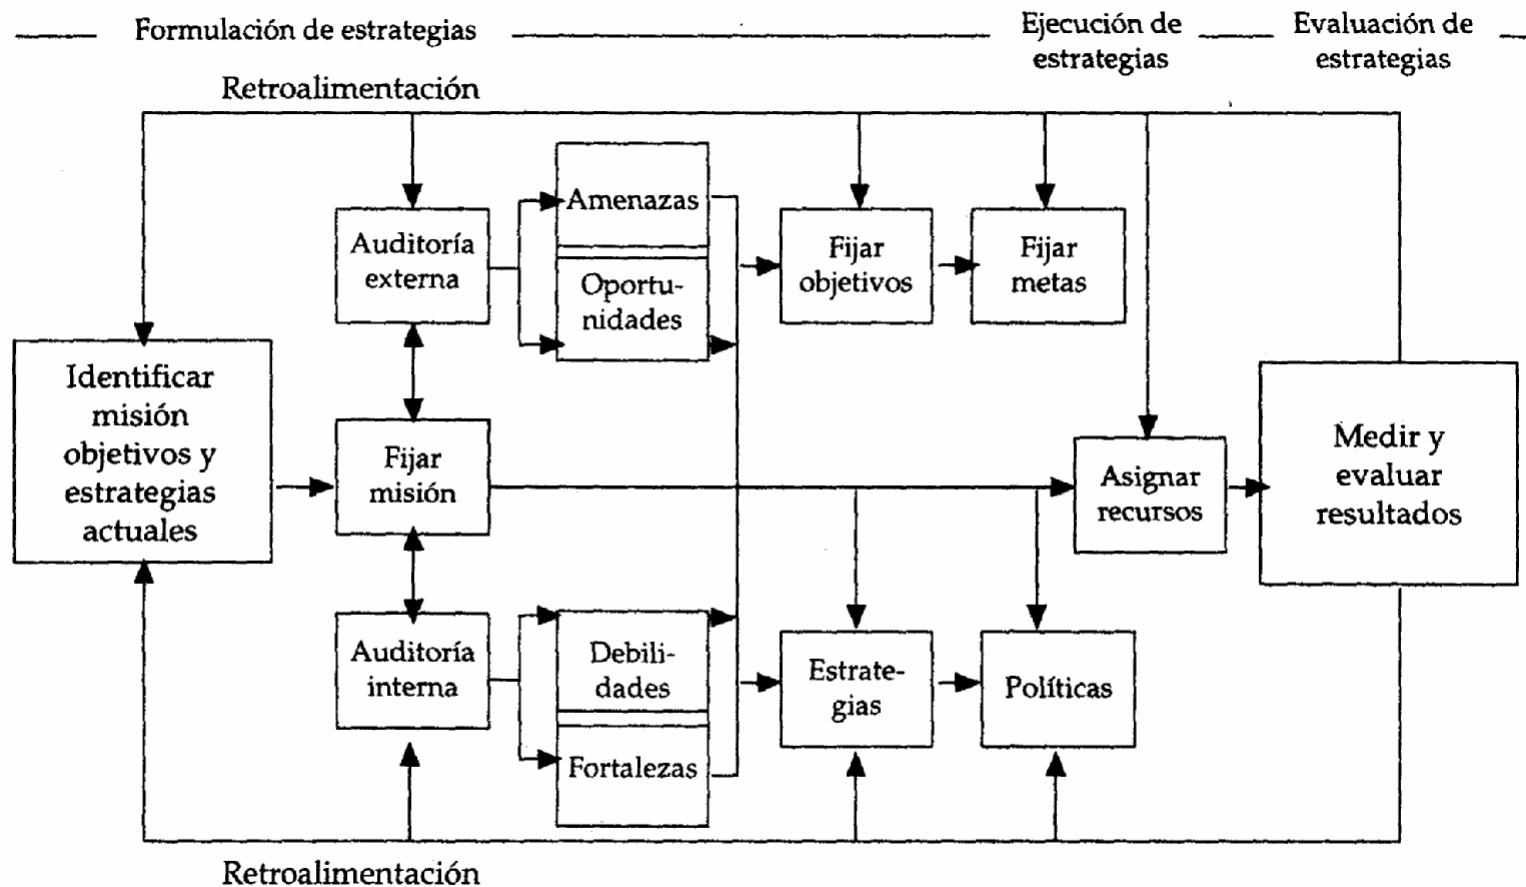 Formulación de estrategias
Ejecución de
estrategias
Evaluación de
estrategias
Retroalimentación
Amenazas
Oportu-
nidades
Auditoría
externa
Fijar
objetivos
Fijar
metas
Identificar
misión
objetivos y
estrategias
actuales
Fijar
misión
Asignar
recursos
Medir y
evaluar
resultados
Auditoría
interna
Debili-
dades
Fortalezas
Estrate-
gias
Políticas
Retroalimentación